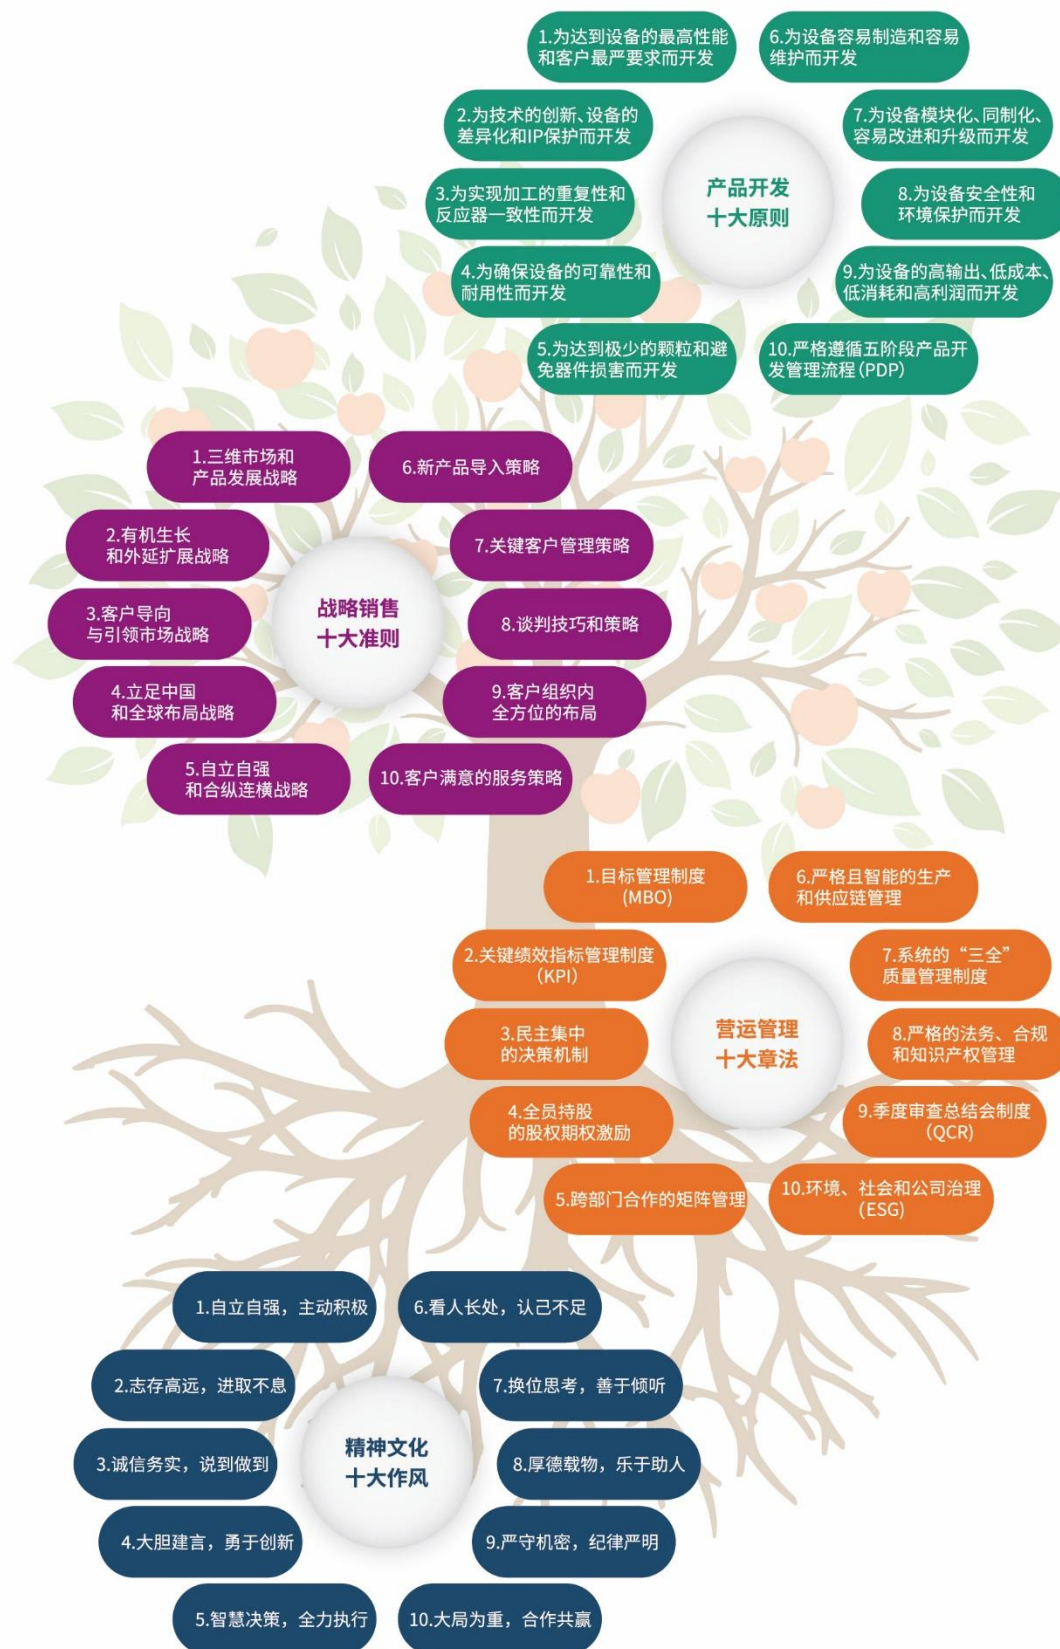 产品开发
十大原则
1.为达到设备的最高性能
和客户最严要求而开发
2.为技术的创新、设备的
差异化和IP保护而开发
3.为实现加工的重复性和
反应器一致性而开发
4.为确保设备的可靠性和
耐用性而开发
5.为达到极少的颗粒和避
免器件损害而开发
6.为设备容易制造和容易
维护而开发
7.为设备模块化、同制化、
容易改进和升级而开发
8.为设备安全性和
环境保护而开发
9.为设备的高输出、低成本、
低消耗和高利润而开发
10.严格遵循五阶段产品开
发管理流程(PDP)
战略销售
十大准则
1.三维市场和
产品发展战略
2.有机生长
和外延扩展战略
3.客户导向
与引领市场战略
4.立足中国
和全球布局战略
5.自立自强
和合纵连横战略
6.新产品导入策略
7.关键客户管理策略
8.谈判技巧和策略
9.客户组织内
全方位的布局
10.客户满意的服务策略
营运管理
十大章法
1.目标管理制度
(MBO)
2.关键绩效指标管理制度
(KPI)
3.民主集中
的决策机制
4.全员持股
的股权期权激励
5.跨部门合作的矩阵管理
6.严格且智能的生产
和供应链管理
7.系统的“三全”
质量管理制度
8.严格的法务、合规
和知识产权管理
9.季度审查总结会制度
(QCR)
10.环境、社会和公司治理
(ESG)
精神文化
十大作风
1.自立自强，主动积极
2.志存高远，进取不息
3.诚信务实，说到做到
4.大胆建言，勇于创新
5.智慧决策，全力执行
6.看人长处，认己不足
7.换位思考，善于倾听
8.厚德载物，乐于助人
9.严守机密，纪律严明
10.大局为重，合作共赢